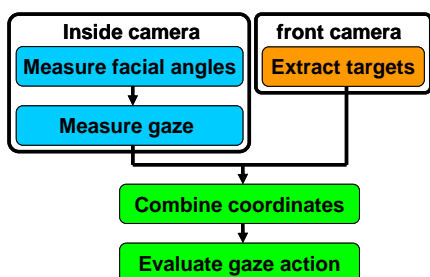 Inside camera
Measure facial angles
Measure gaze
front camera
Extract targets
Combine coordinates
Evaluate gaze action